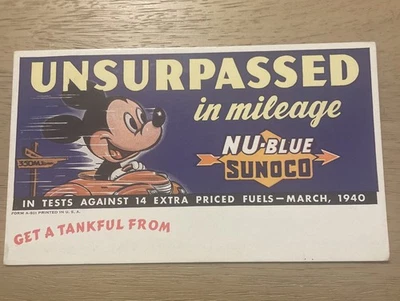 UNSURPASSED
in mileage
NU-BLUE
SUNOCO
IN TESTS AGAINST 14 EXTRA PRICED FUELS—MARCH, 1940
PRINTED IN U. S. A.
GET A TANKFUL FROM